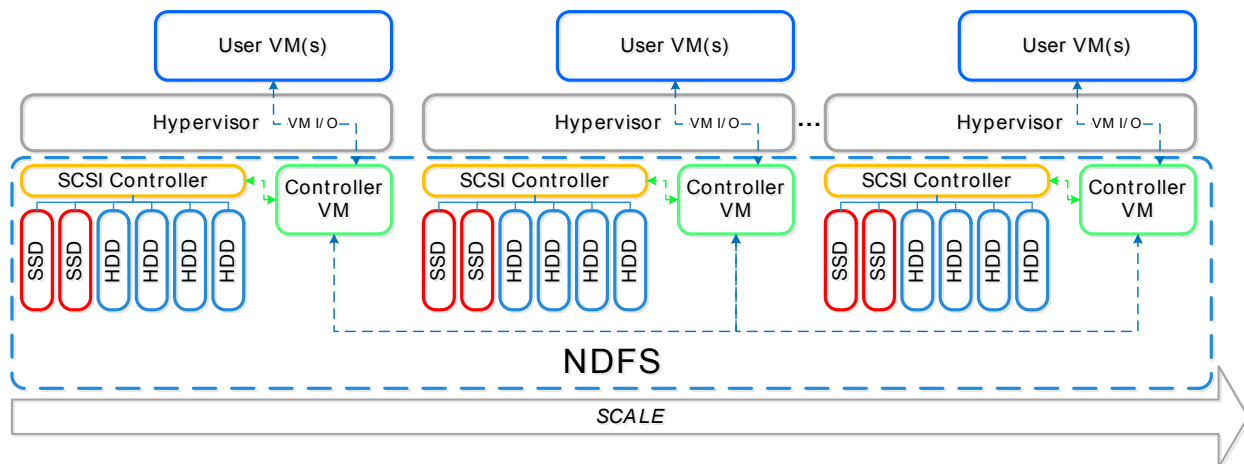 User VM(s)
User VM(s)
User VM(s)
Hypervisor
VM I/O
Hypervisor
VM I/O
...
Hypervisor
VM I/O
SCSI Controller
Controller
VM
SCSI Controller
Controller
VM
SCSI Controller
Controller
VM
SSD
SSD
HDD
HDD
HDD
HDD
SSD
SSD
HDD
HDD
HDD
HDD
SSD
SSD
HDD
HDD
HDD
HDD
NDFS
SCALE